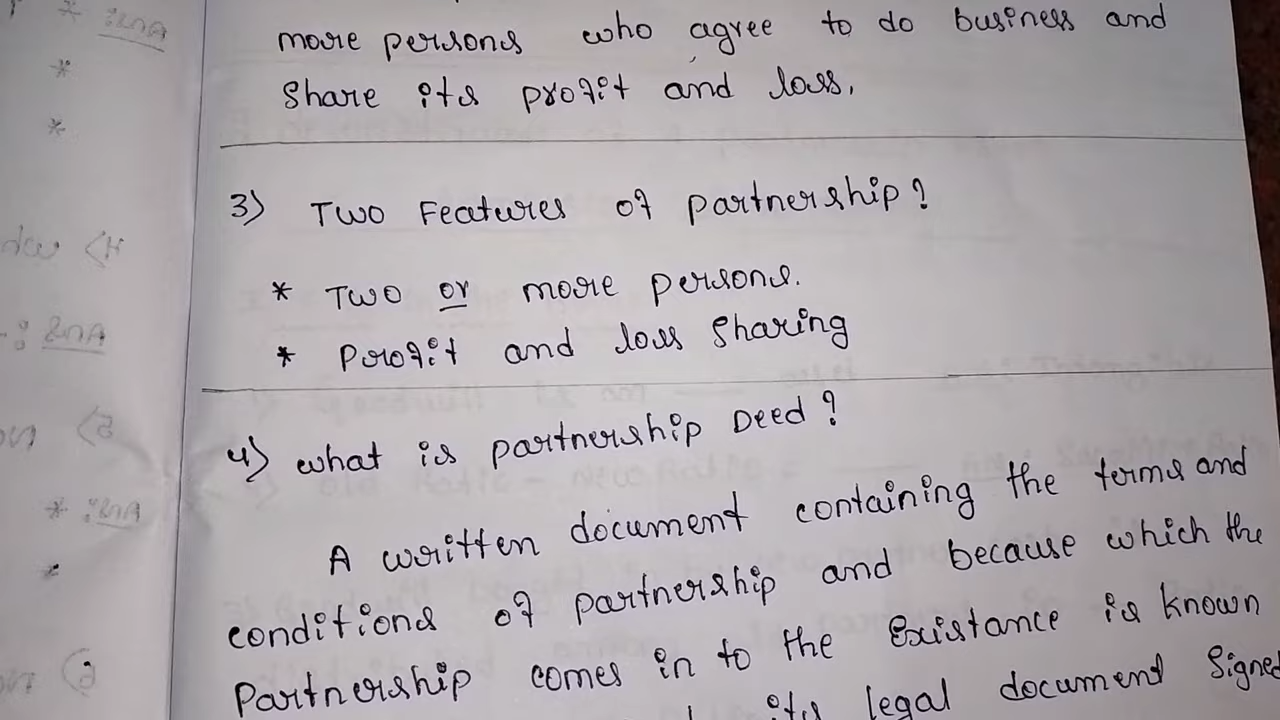 more persons who agree to do business and
Share its profit and loss.
3) Two Features of partnership?
* Two or more persons.
* Profit and loss Sharing
4) what is partnership Deed?
A written document containing the terms and
conditions of partnership and because which the
Partnership comes in to the Existance is known
its legal document Signed